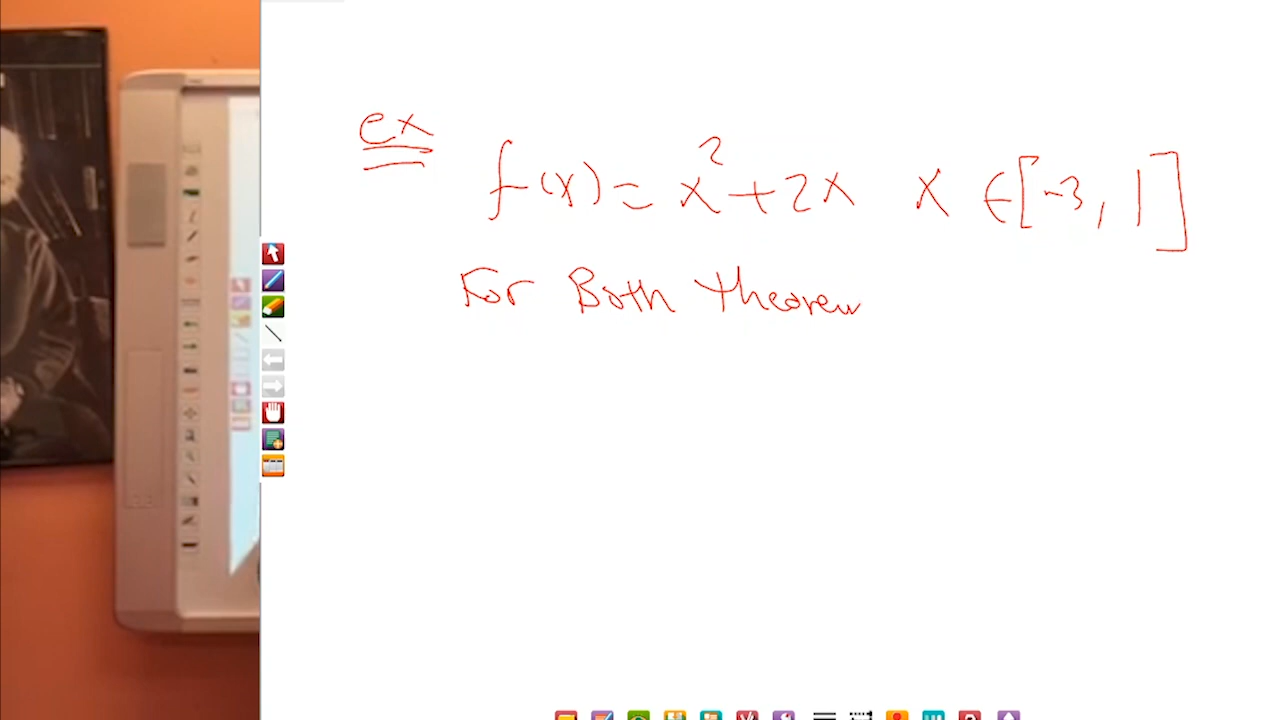 ex
f(x) = x² + 2x x ∈ [-3, 1]
For Both Theorem